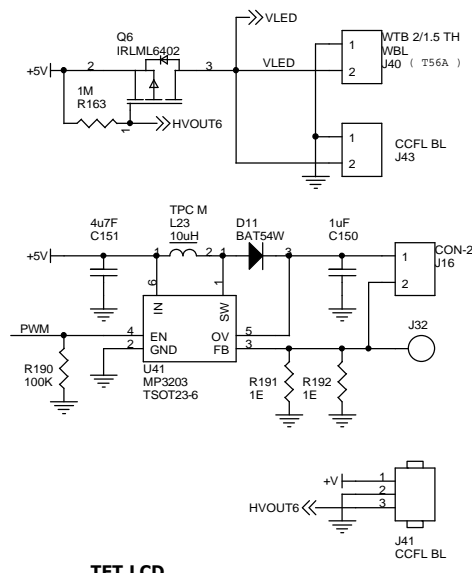 VLED
Q6
IRLML6402
WTB 2/1.5 TH
WBL
J40 ( T56A )
+5V
2
3
VLED
1
2
1M
R163
1
HVOUT6
1
2
CCFL BL
J43
TPC M
L23
10uH
4u7F
C151
D11
BAT54W
1uF
C150
CON-2
J16
+5V
1
2
1
3
1
2
6
IN
1
SW
J32
PWM
4
EN
OV
5
2
GND
FB
3
R190
100K
U41
MP3203
TSOT23-6
R191
1E
R192
1E
+V
1
2
HVOUT6
3
J41
CCFL BL
TFT LCD